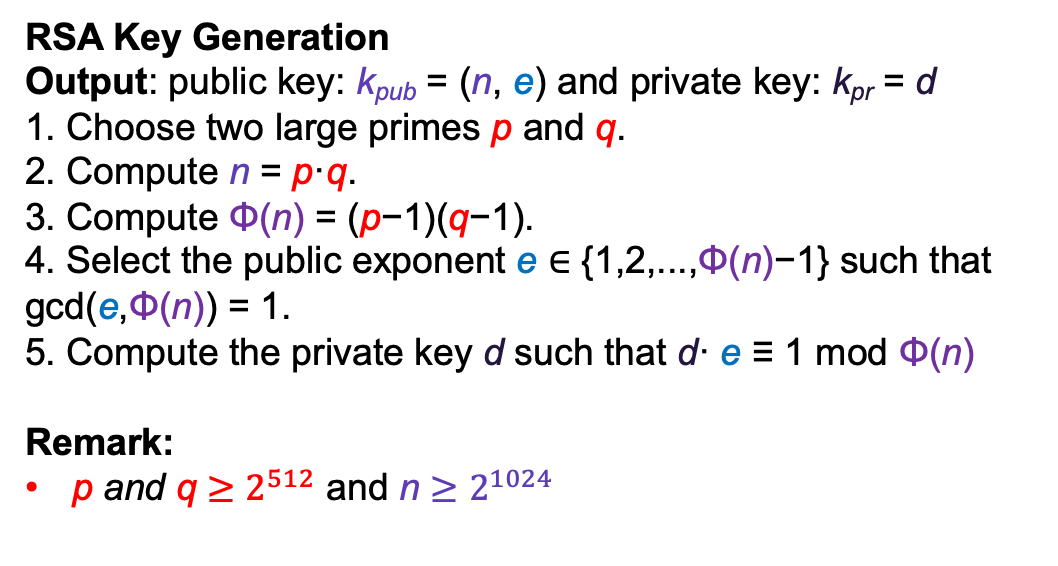 RSA Key Generation
Output: public key: kpub = (n, e) and private key: kpr = d
1. Choose two large primes p and q.
2. Compute n = p·q.
3. Compute Φ(n) = (p−1)(q−1).
4. Select the public exponent e ∈ {1,2,...,Φ(n)−1} such that
gcd(e,Φ(n)) = 1.
5. Compute the private key d such that d· e ≡ 1 mod Φ(n)
Remark:
• p and q ≥ 2^512 and n ≥ 2^1024